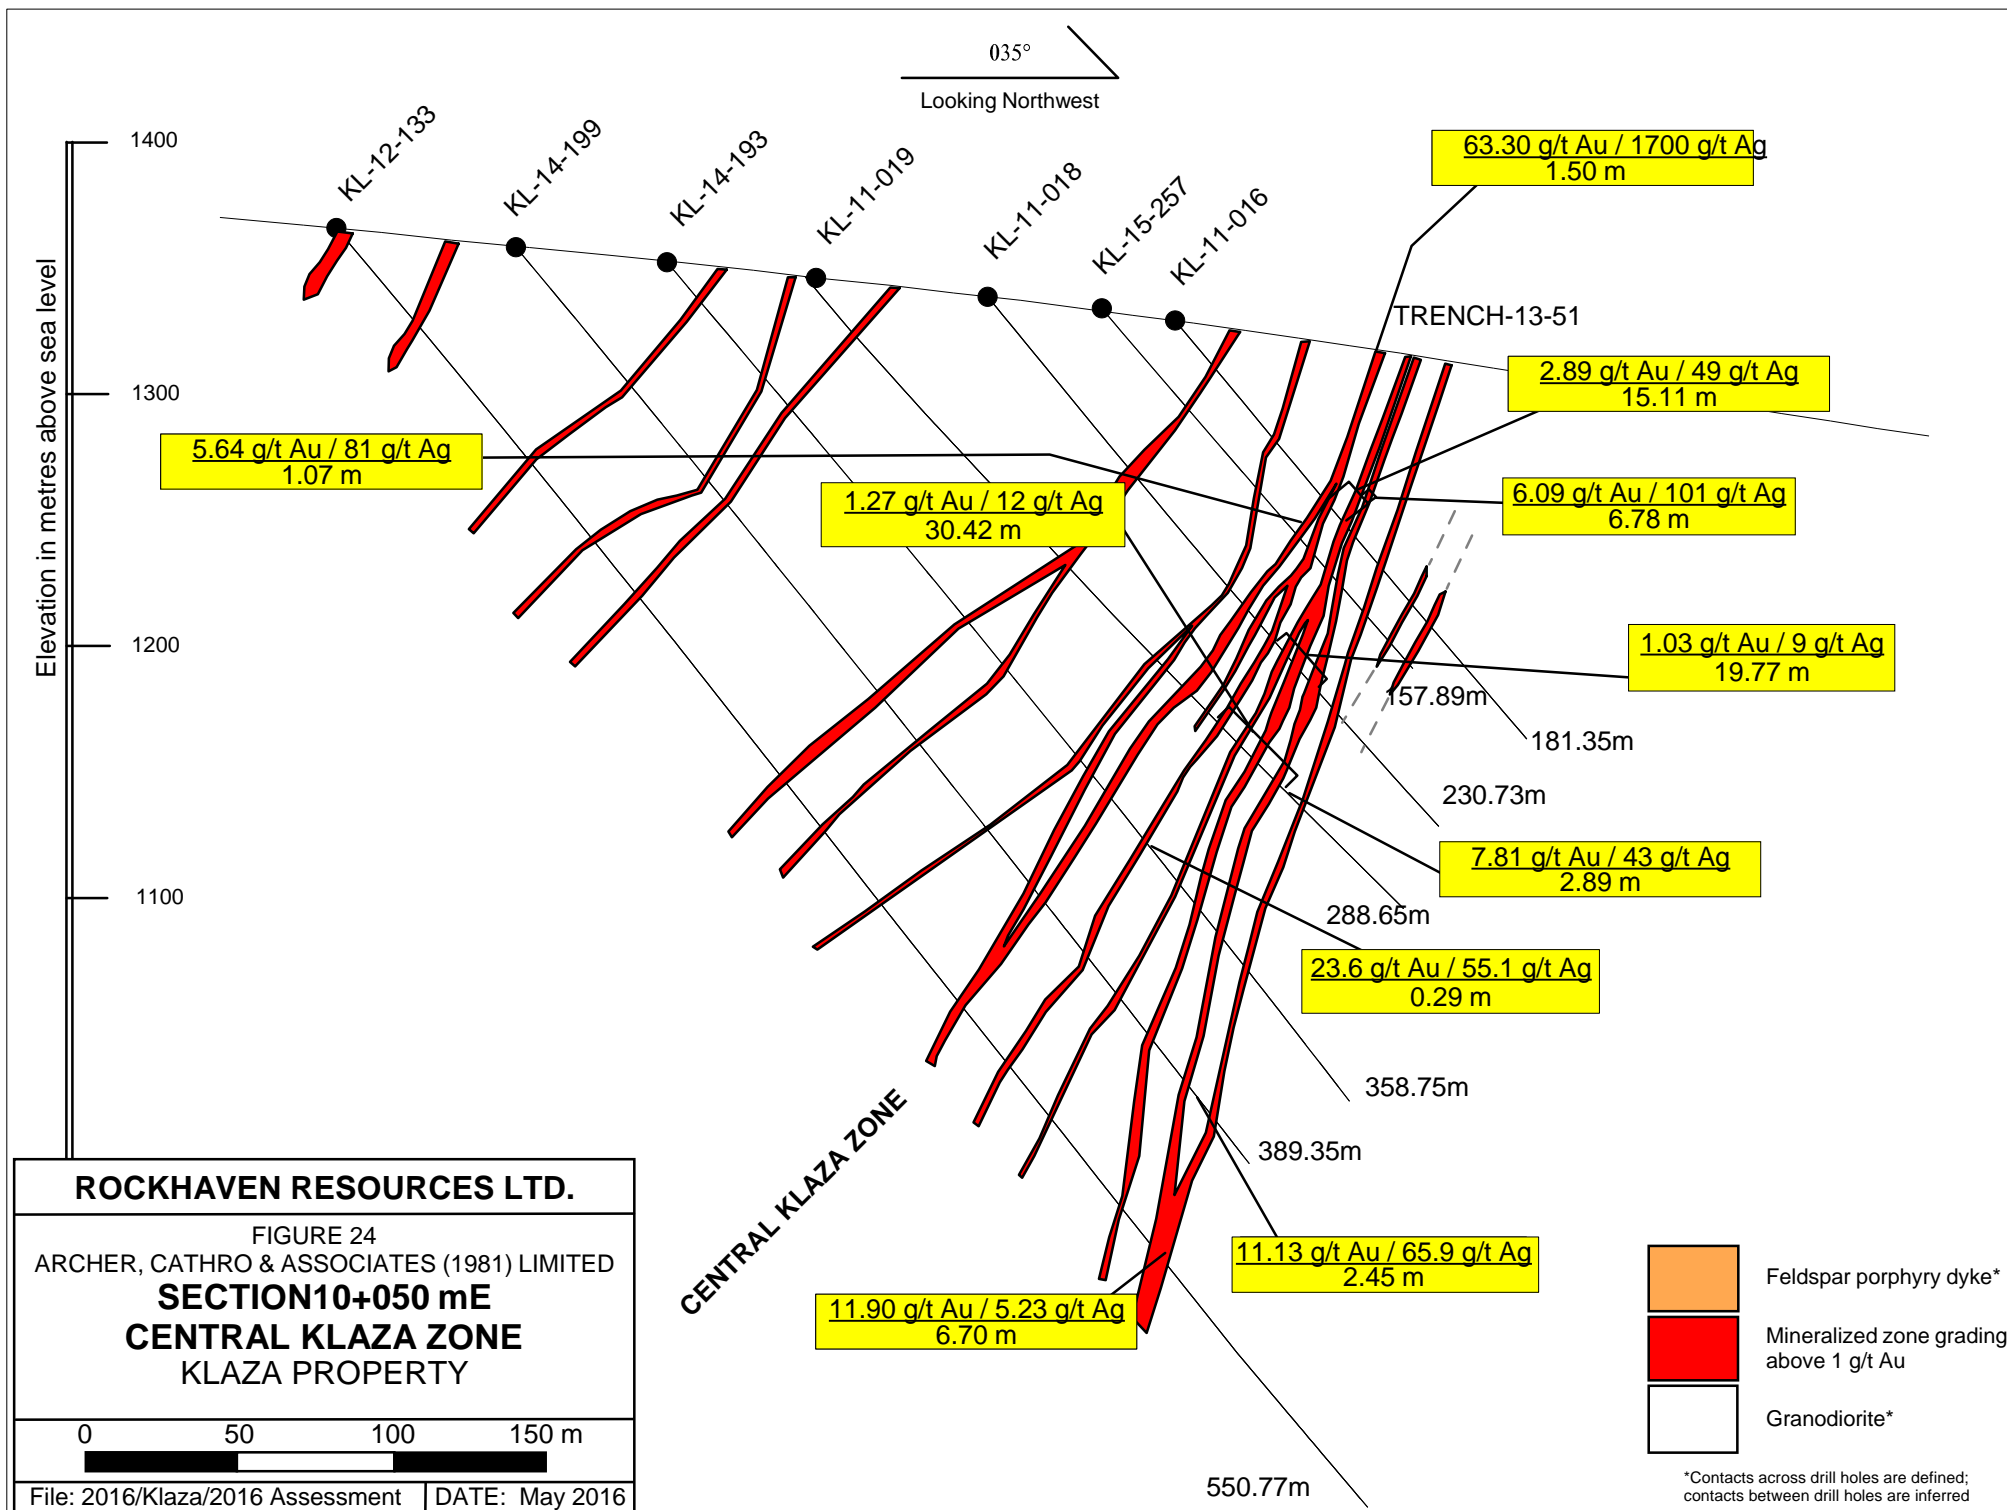 035°
Looking Northwest
1400
1300
1200
1100
Elevation in metres above sea level
KL-12-133
KL-14-199
KL-14-193
KL-11-019
KL-11-018
KL-15-257
KL-11-016
63.30 g/t Au / 1700 g/t Ag
1.50 m
TRENCH-13-51
2.89 g/t Au / 49 g/t Ag
15.11 m
5.64 g/t Au / 81 g/t Ag
1.07 m
1.27 g/t Au / 12 g/t Ag
30.42 m
6.09 g/t Au / 101 g/t Ag
6.78 m
1.03 g/t Au / 9 g/t Ag
19.77 m
157.89m
181.35m
230.73m
7.81 g/t Au / 43 g/t Ag
2.89 m
288.65m
23.6 g/t Au / 55.1 g/t Ag
0.29 m
358.75m
389.35m
CENTRAL KLAZA ZONE
11.13 g/t Au / 65.9 g/t Ag
2.45 m
11.90 g/t Au / 5.23 g/t Ag
6.70 m
550.77m
ROCKHAVEN RESOURCES LTD.
FIGURE 24
ARCHER, CATHRO & ASSOCIATES (1981) LIMITED
SECTION10+050 mE
CENTRAL KLAZA ZONE
KLAZA PROPERTY
0 50 100 150 m
File: 2016/Klaza/2016 Assessment DATE: May 2016
Feldspar porphyry dyke*
Mineralized zone grading
above 1 g/t Au
Granodiorite*
*Contacts across drill holes are defined;
contacts between drill holes are inferred